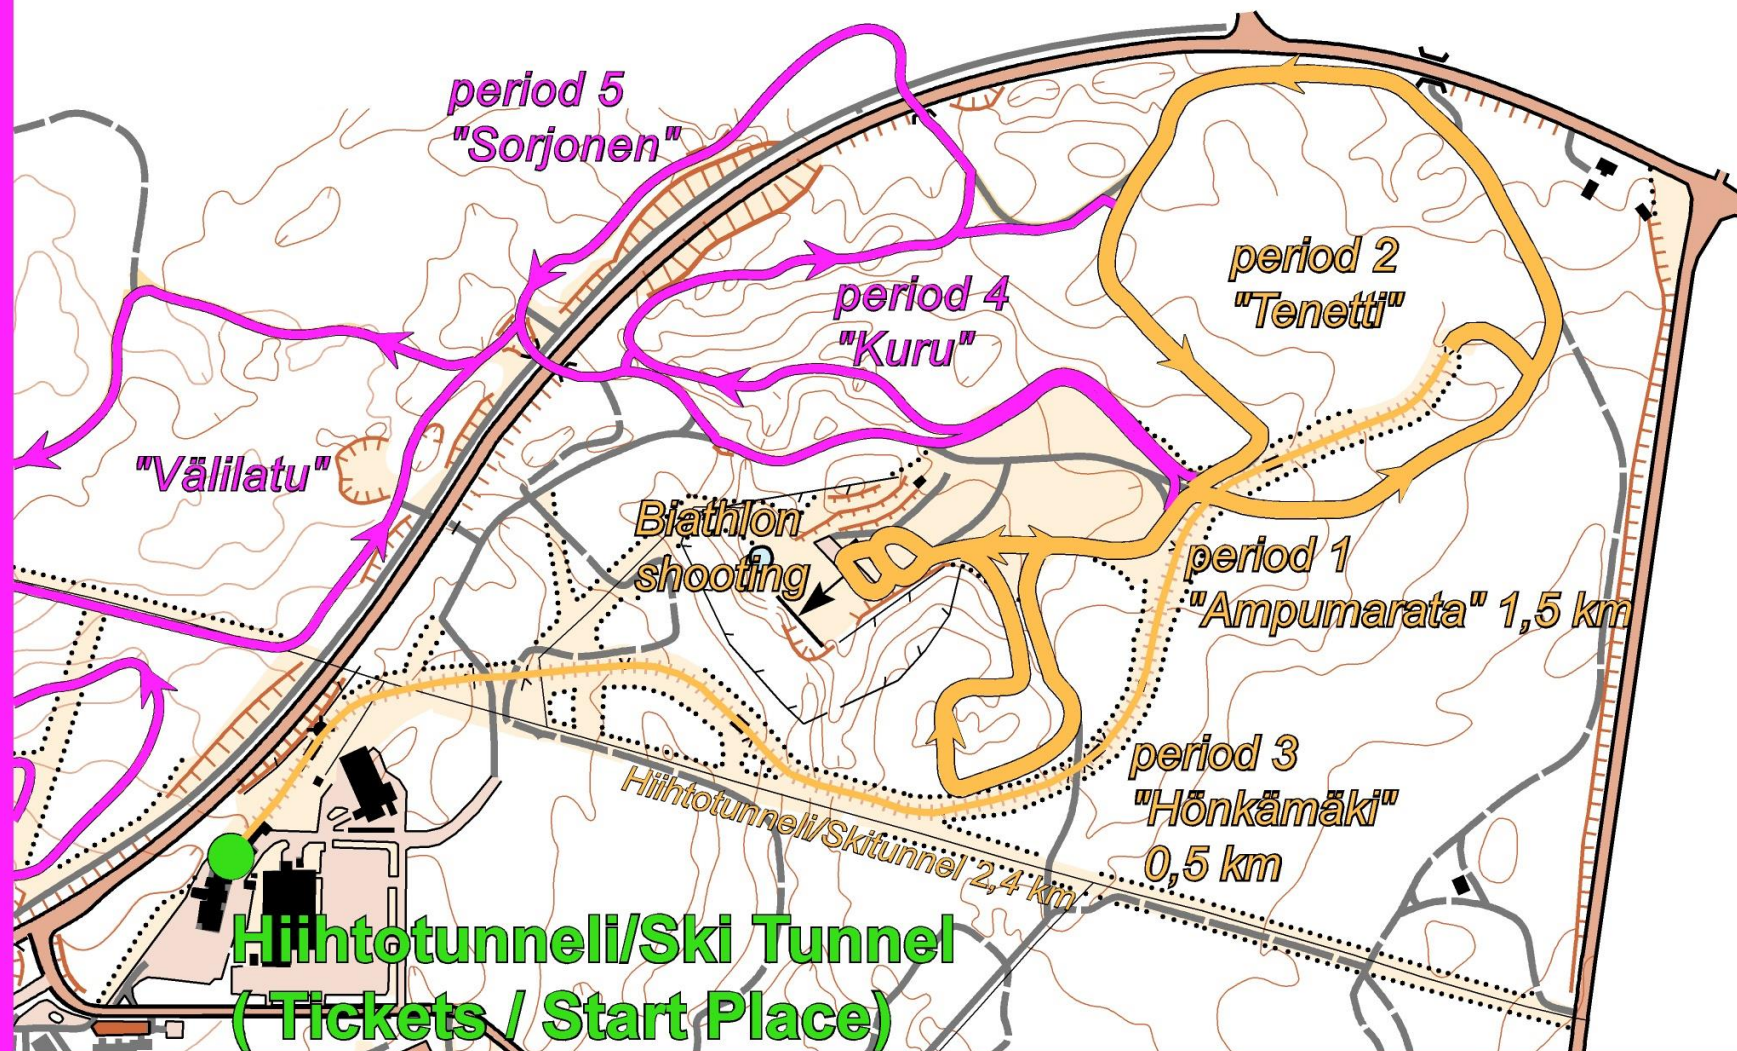 period 5
"Sorjonen"
period 2
"Tenetti"
period 4
"Kuru"
"Välilatu"
Biathlon
shooting
period 1
"Ampumarata" 1,5 km
period 3
"Hönkämäki"
0,5 km
Hiihtotunneli/Skitunnel 2,4 km
Hiihtotunneli/Ski Tunnel
( Tickets / Start Place)